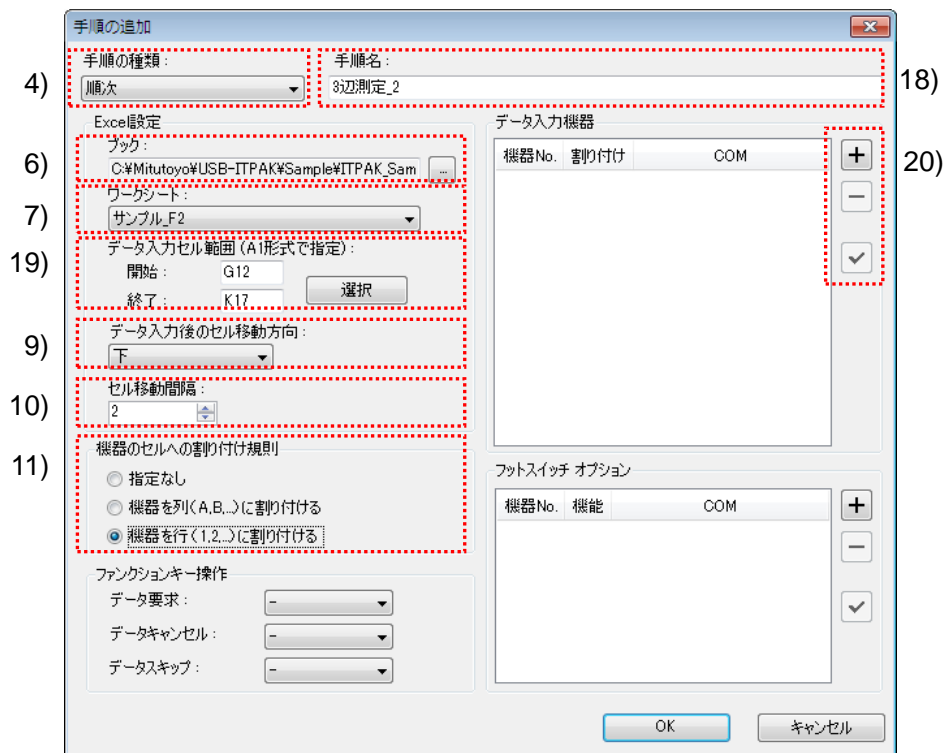 手順の追加
4)
手順の種類：
順次
手順名：
3辺測定_2
18)
Excel設定
6)
ブック：
C:¥Mitutoyo¥USB-ITPAK¥Sample¥ITPAK_Sam
...
7)
ワークシート：
サンプル_F2
19)
データ入力セル範囲(A1形式で指定)：
開始：
G12
終了：
K17
選択
9)
データ入力後のセル移動方向：
下
10)
セル移動間隔：
2
11)
機器のセルへの割り付け規則
指定なし
機器を列(A,B,...)に割り付ける
機器を行(1,2,...)に割り付ける
ファンクションキー操作
データ要求：
-
データキャンセル：
-
データスキップ：
-
データ入力機器
機器No. 割り付け COM
20)
フットスイッチ オプション
機器No. 機能 COM
OK
キャンセル